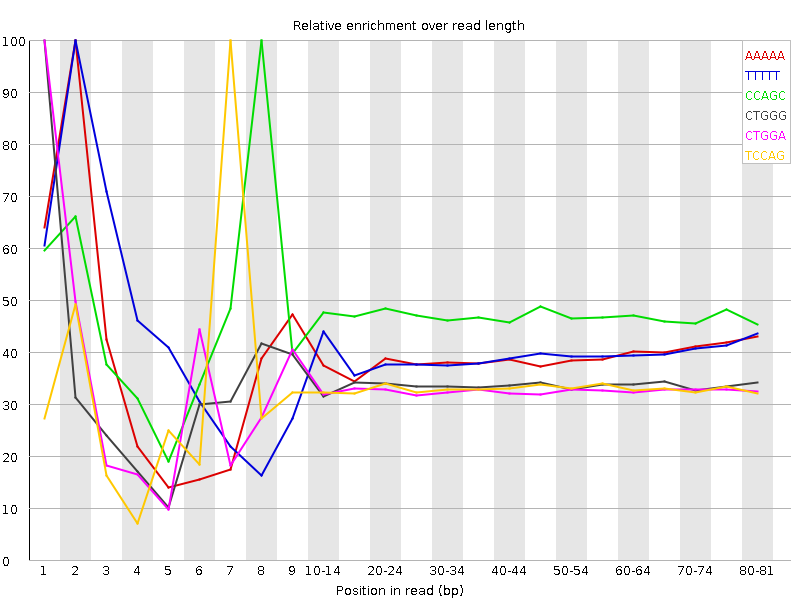 Relative enrichment over read length
100
90
80
70
60
50
40
30
20
10
0
AAAAA
TTTTT
CCAGC
CTGGG
CTGGA
TCCAG
1 2 3 4 5 6 7 8 9 10-14 20-24 30-34 40-44 50-54 60-64 70-74 80-81
Position in read (bp)